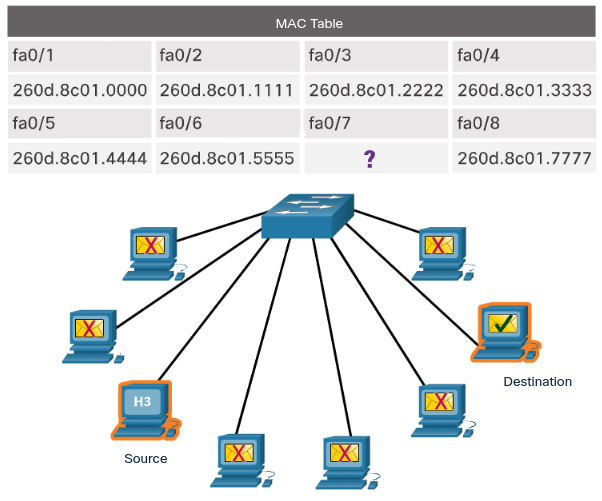 MAC Table
fa0/1 fa0/2 fa0/3 fa0/4
260d.8c01.0000 260d.8c01.1111 260d.8c01.2222 260d.8c01.3333
fa0/5 fa0/6 fa0/7 fa0/8
260d.8c01.4444 260d.8c01.5555 ? 260d.8c01.7777
Destination
H3
Source